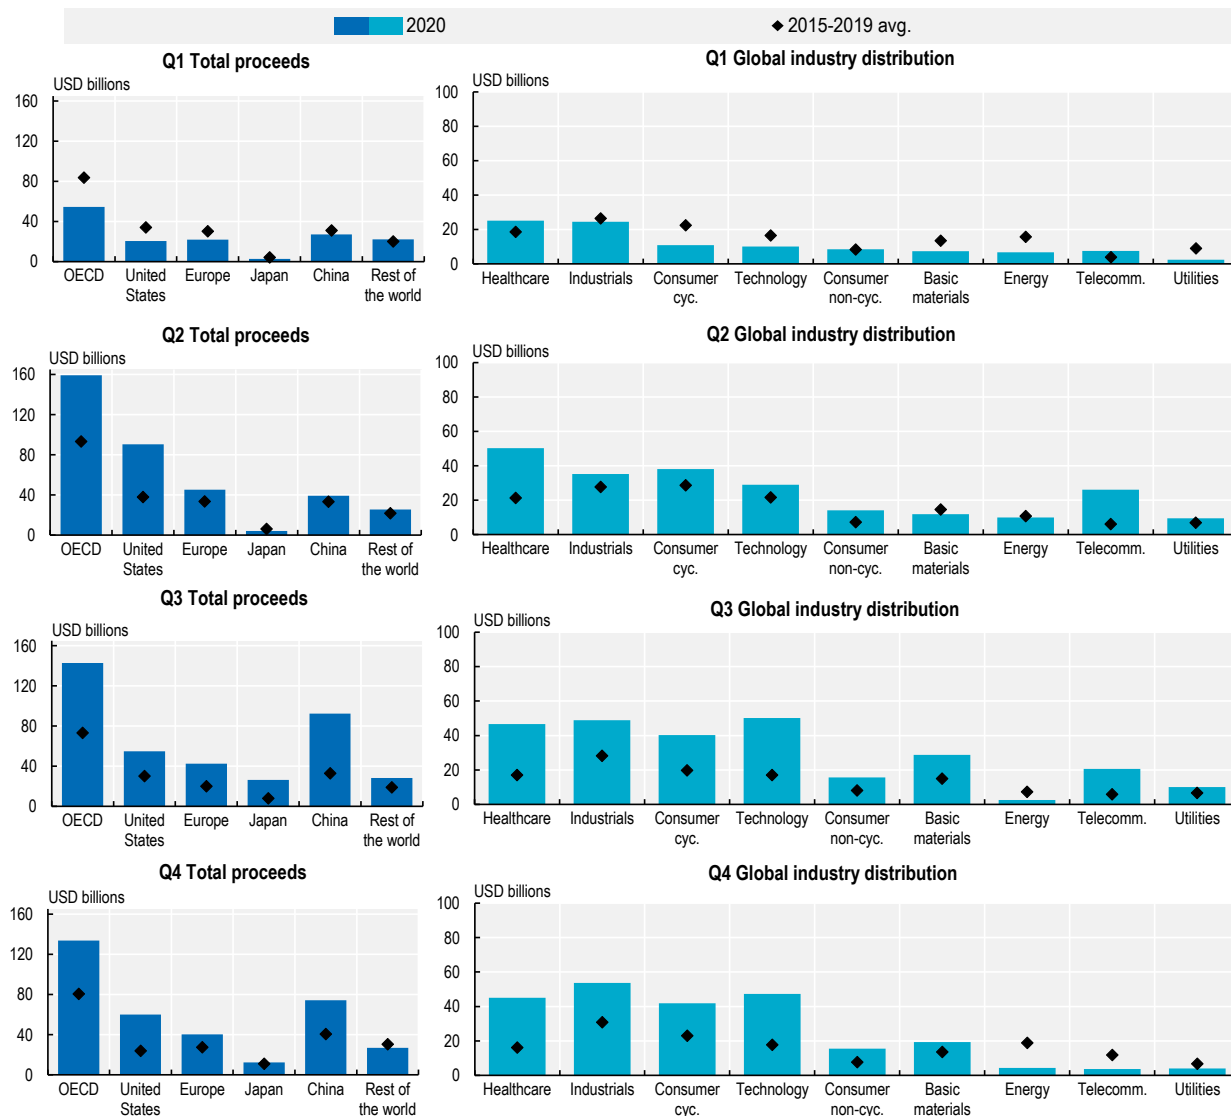 2020 2015-2019 avg.
Q1 Total proceeds
USD billions
160
120
80
40
0
OECD United States Europe Japan China Rest of the world
Q1 Global industry distribution
USD billions
100
80
60
40
20
0
Healthcare Industrials Consumer cyc. Technology Consumer non-cyc. Basic materials Energy Telecomm. Utilities
Q2 Total proceeds
USD billions
160
120
80
40
0
OECD United States Europe Japan China Rest of the world
Q2 Global industry distribution
USD billions
100
80
60
40
20
0
Healthcare Industrials Consumer cyc. Technology Consumer non-cyc. Basic materials Energy Telecomm. Utilities
Q3 Total proceeds
USD billions
160
120
80
40
0
OECD United States Europe Japan China Rest of the world
Q3 Global industry distribution
USD billions
100
80
60
40
20
0
Healthcare Industrials Consumer cyc. Technology Consumer non-cyc. Basic materials Energy Telecomm. Utilities
Q4 Total proceeds
USD billions
160
120
80
40
0
OECD United States Europe Japan China Rest of the world
Q4 Global industry distribution
USD billions
100
80
60
40
20
0
Healthcare Industrials Consumer cyc. Technology Consumer non-cyc. Basic materials Energy Telecomm. Utilities